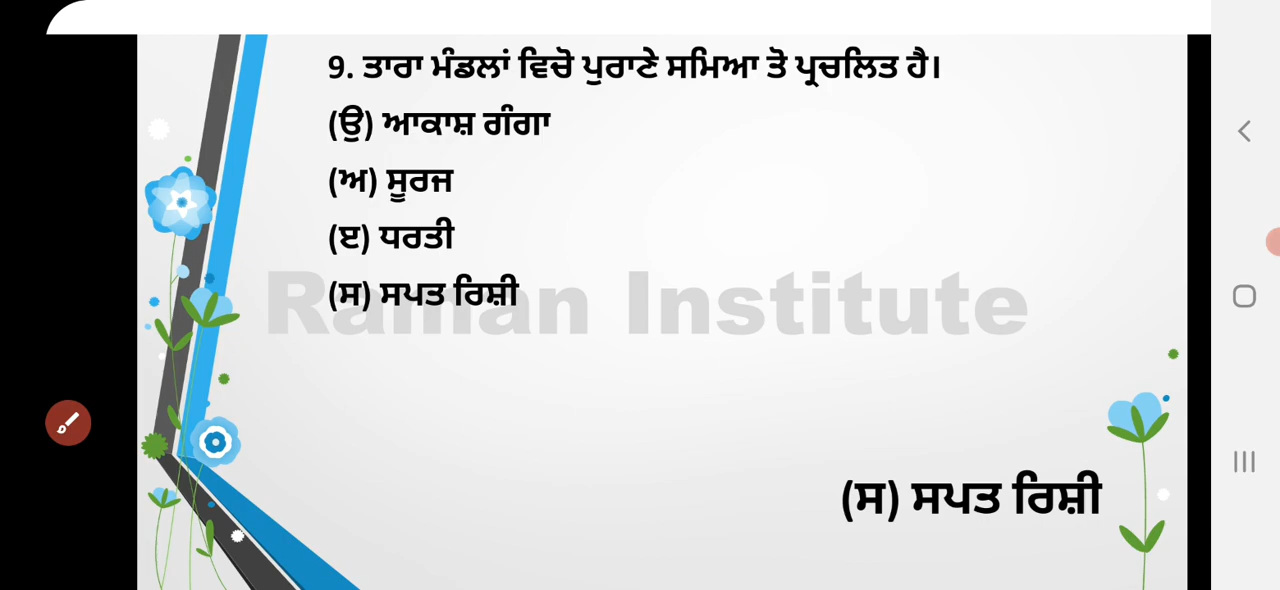 9. ਤਾਰਾ ਮੰਡਲਾਂ ਵਿਚੋ ਪੁਰਾਣੇ ਸਮਿਆ ਤੋ ਪ੍ਰਚਲਿਤ ਹੈ।
(ਉ) ਆਕਾਸ਼ ਗੰਗਾ
(ਅ) ਸੂਰਜ
(ੲ) ਧਰਤੀ
(ਸ) ਸਪਤ ਰਿਸ਼ੀ
Raman Institute
(ਸ) ਸਪਤ ਰਿਸ਼ੀ